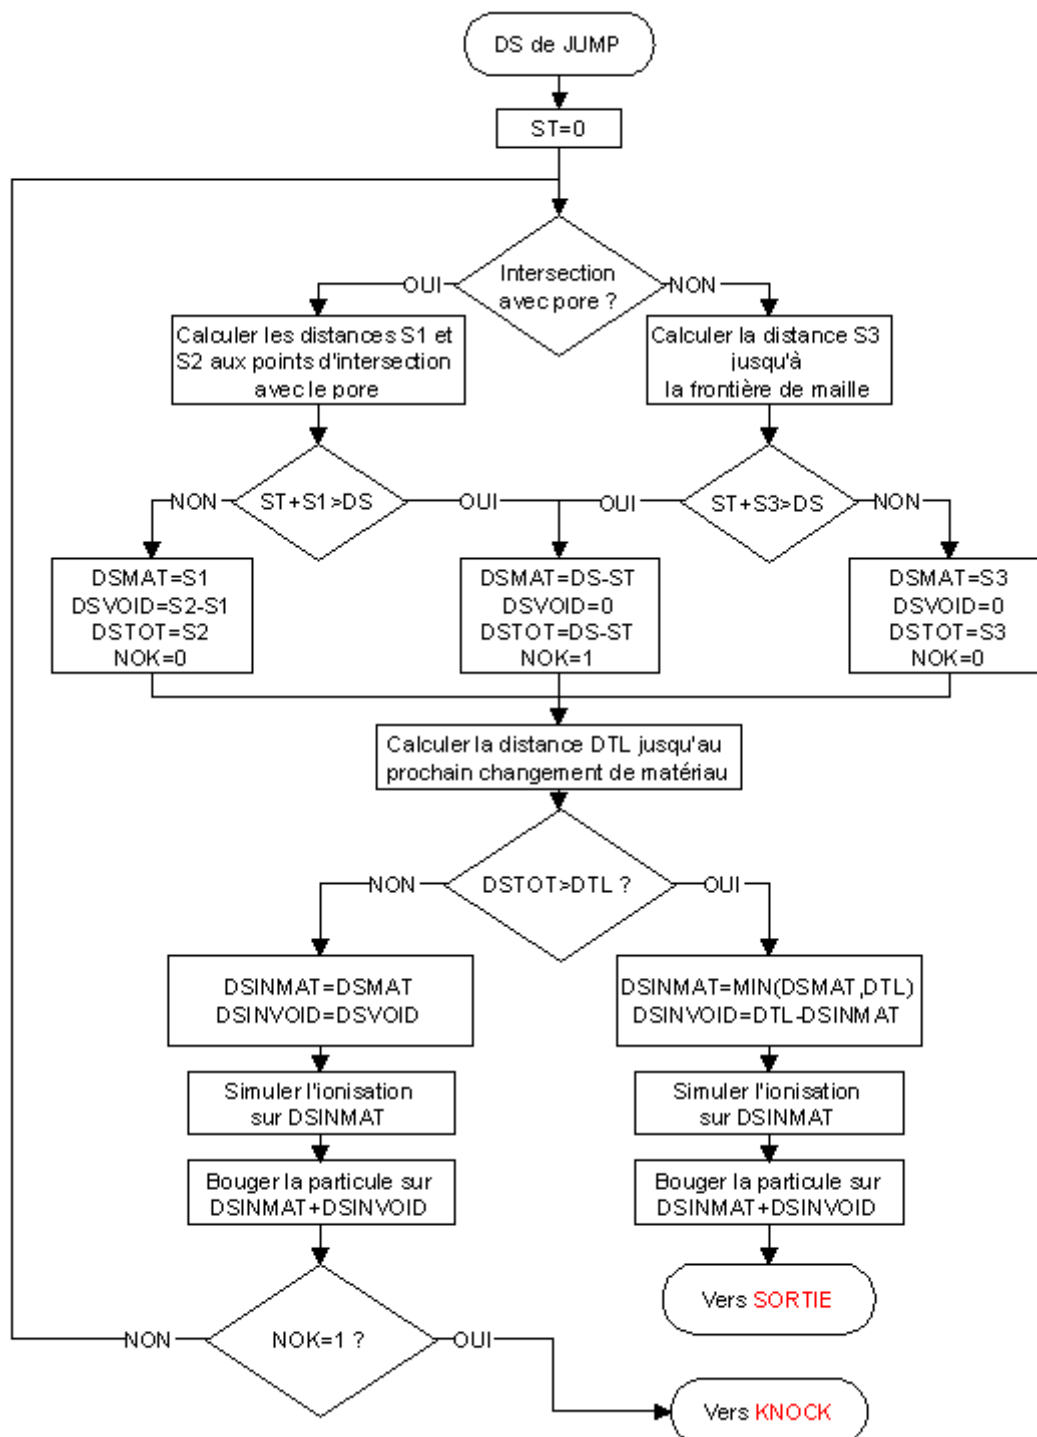 DS de JUMP
ST=0
Intersection
avec pore ?
OUI
NON
Calculer les distances S1 et
S2 aux points d'intersection
avec le pore
Calculer la distance S3
jusqu'à
la frontière de maille
NON
ST+S1>DS
OUI
OUI
ST+S3>DS
NON
DSMAT=S1
DSVOID=S2-S1
DSTOT=S2
NOK=0
DSMAT=DS-ST
DSVOID=0
DSTOT=DS-ST
NOK=1
DSMAT=S3
DSVOID=0
DSTOT=S3
NOK=0
Calculer la distance DTL jusqu'au
prochain changement de matériau
NON
DSTOT>DTL ?
OUI
DSINMAT=DSMAT
DSINVOID=DSVOID
DSINMAT=MIN(DSMAT,DTL)
DSINVOID=DTL-DSINMAT
Simuler l'ionisation
sur DSINMAT
Simuler l'ionisation
sur DSINMAT
Bouger la particule sur
DSINMAT+DSINVOID
Bouger la particule sur
DSINMAT+DSINVOID
Vers SORTIE
NON
NOK=1 ?
OUI
Vers KNOCK